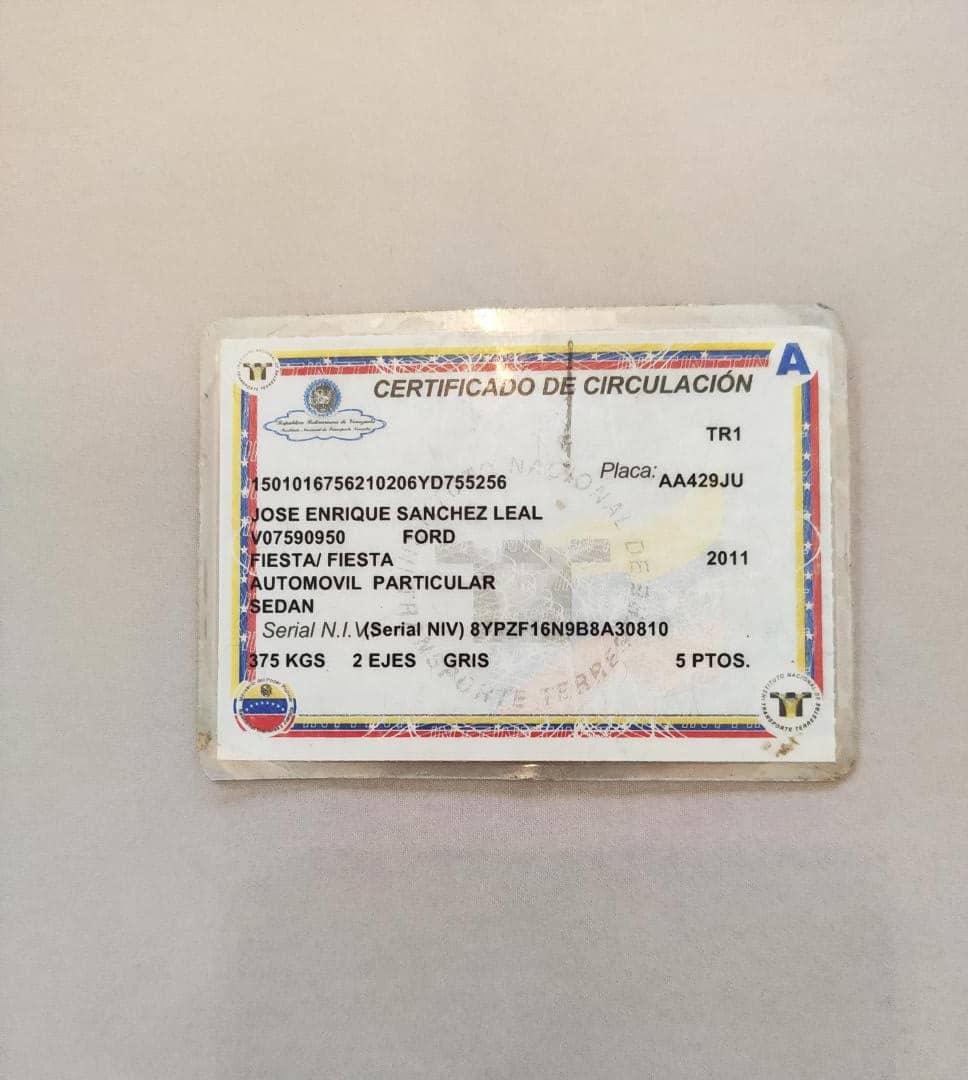 A
CERTIFICADO DE CIRCULACIÓN
República Bolivariana de Venezuela
Instituto Nacional de Transporte Terrestre
TR1
Placa: AA429JU
1501016756210206YD755256
JOSE ENRIQUE SANCHEZ LEAL
V07590950 FORD
FIESTA/ FIESTA 2011
AUTOMOVIL PARTICULAR
SEDAN
Serial N.I.V. (Serial NIV) 8YPZF16N9B8A30810
375 KGS 2 EJES GRIS 5 PTOS.
INSTITUTO NACIONAL DE TRANSPORTE TERRESTRE